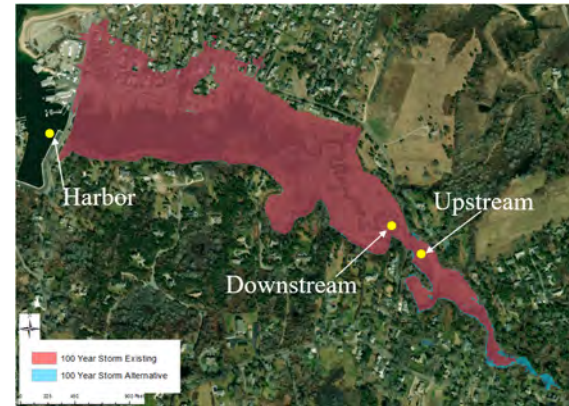 Harbor
Upstream
Downstream
100 Year Storm Existing
100 Year Storm Alternative